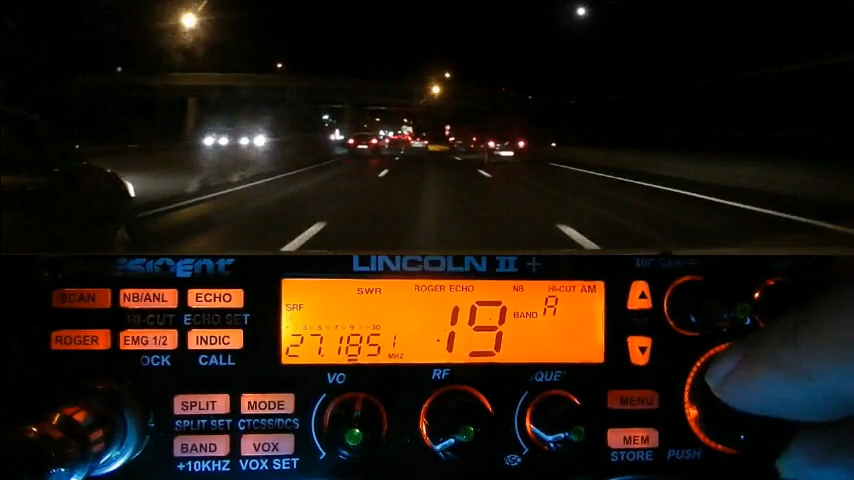 LINCOLN II +
SCAN NB/ANL ECHO
HI-CUT ECHO SET
ROGER EMG 1/2 INDIC
CALL
SWR ROGER ECHO NB HI-CUT AM
SRF BAND A
19
27.1851 MHZ
RF
SPLIT MODE
SPLIT SET CTCSS/DCS
BAND VOX
+10KHZ VOX SET
MENU
MEM
STORE PUSH